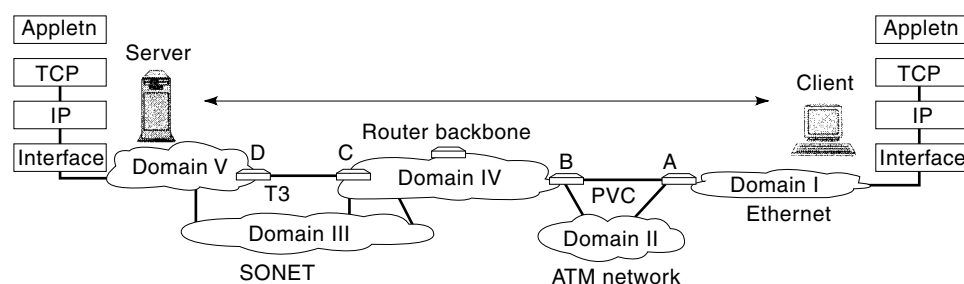 Appletn
TCP
IP
Interface
Server
Domain V
D
T3
C
Router backbone
Domain IV
Domain III
SONET
B
PVC
A
Domain II
ATM network
Client
Domain I
Ethernet
Appletn
TCP
IP
Interface